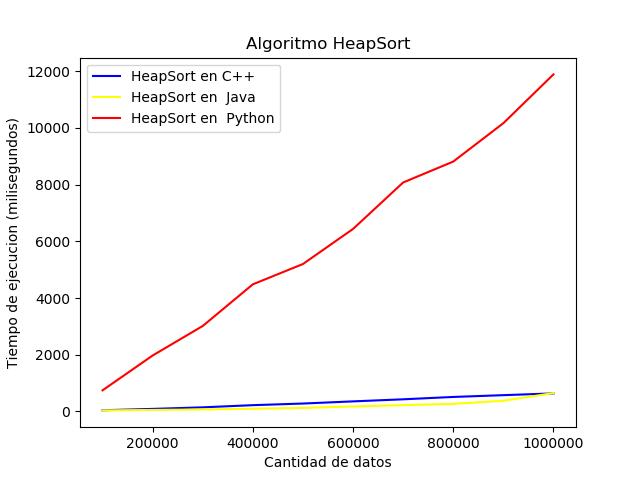 Algoritmo HeapSort
HeapSort en C++
HeapSort en  Java
HeapSort en  Python
Tiempo de ejecucion (milisegundos)
12000
10000
8000
6000
4000
2000
0
200000 400000 600000 800000 1000000
Cantidad de datos